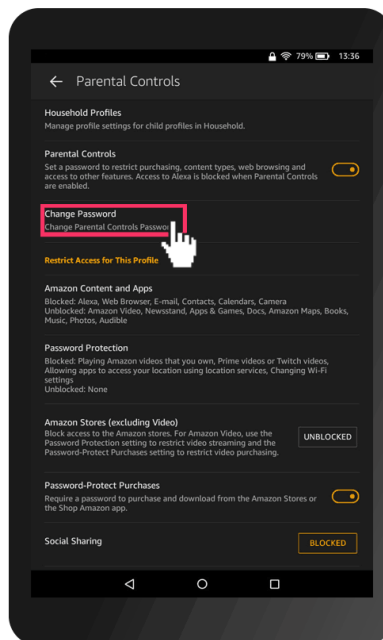 79% 13:36
Parental Controls
Household Profiles
Manage profile settings for child profiles in Household.
Parental Controls
Set a password to restrict purchasing, content types, web browsing and
access to other features. Access to Alexa is blocked when Parental Controls
are enabled.
Change Password
Change Parental Controls
Restrict Access for This Profile
Amazon Content and Apps
Blocked: Alexa, Web Browser, E-mail, Contacts, Calendars, Camera
Unblocked: Amazon Video, Newsstand, Apps & Games, Docs, Amazon Maps, Books,
Music, Photos, Audible
Password Protection
Blocked: Playing Amazon videos that you own, Prime videos or Twitch videos,
Allowing apps to access your location using location services, Changing Wi-Fi
settings
Unblocked: None
Amazon Stores (excluding Video)
Block access to the Amazon stores. For Amazon Video, use the
Password Protection setting to restrict video streaming and the
Password-Protect Purchases setting to restrict video purchasing.
UNBLOCKED
Password-Protect Purchases
Require a password to purchase and download from the Amazon Stores or
the Shop Amazon app.
Social Sharing
BLOCKED